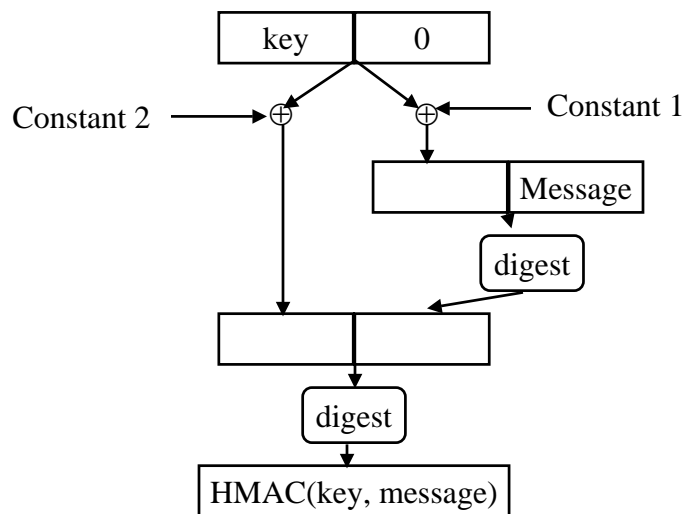 key 0
Constant 2 Constant 1
Message
digest
digest
HMAC(key, message)